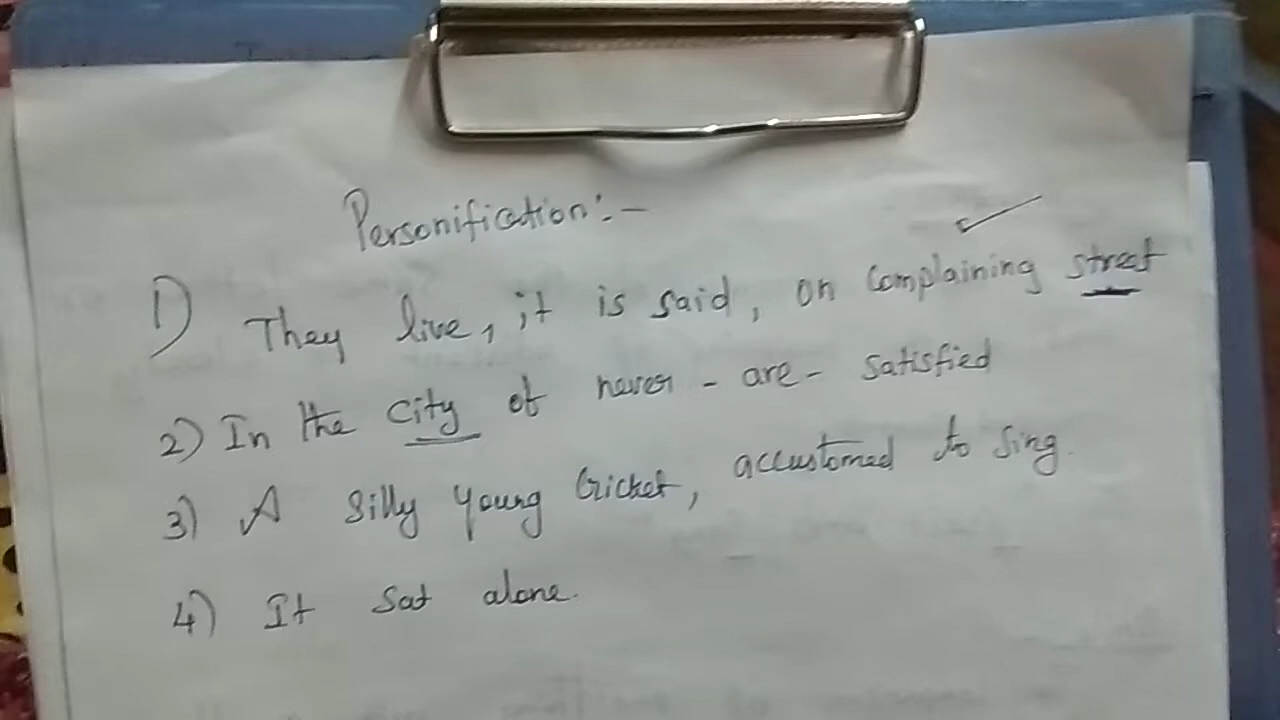 Personification:-
1) They live, it is said, on Complaining street
2) In the City of never - are - satisfied
3) A Silly young Cricket, accustomed to Sing.
4) It Sat alone.